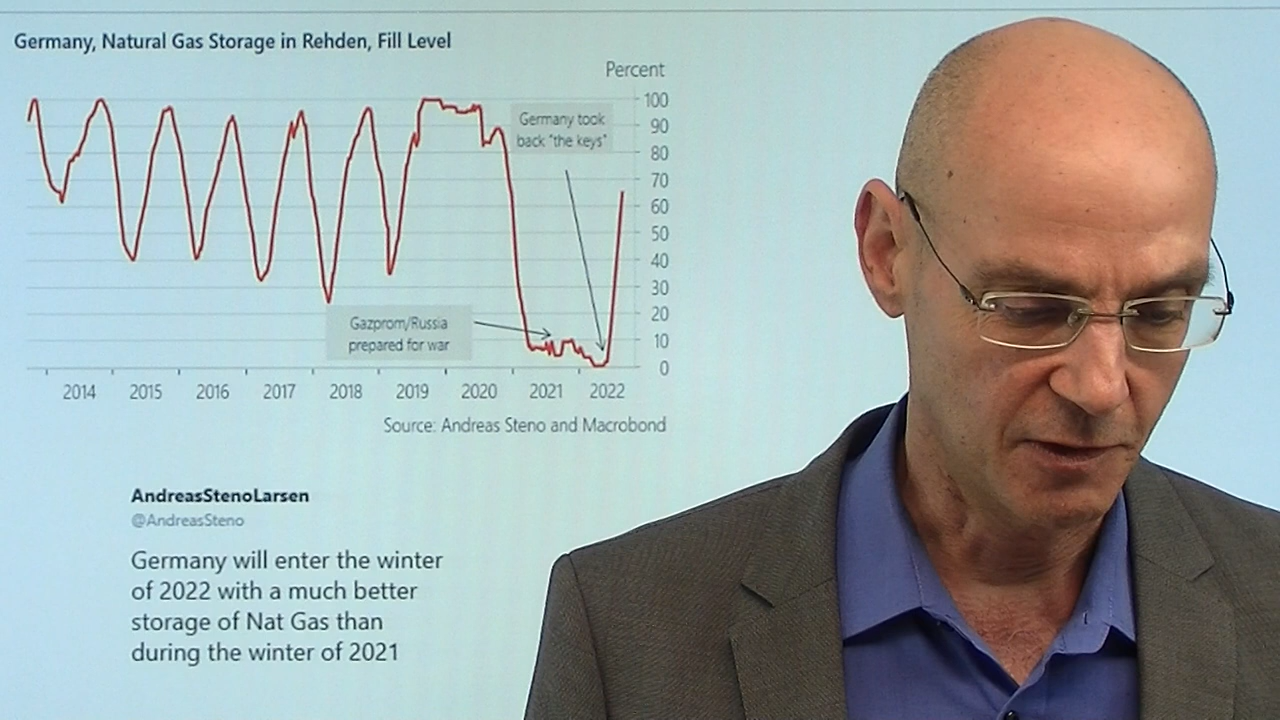 Germany, Natural Gas Storage in Rehden, Fill Level
Percent
100
90
80
70
60
50
40
30
20
10
0
Germany took
back "the keys"
Gazprom/Russia
prepared for war
2014 2015 2016 2017 2018 2019 2020 2021 2022
Source: Andreas Steno and Macrobond
AndreasStenoLarsen
@AndreasSteno
Germany will enter the winter
of 2022 with a much better
storage of Nat Gas than
during the winter of 2021